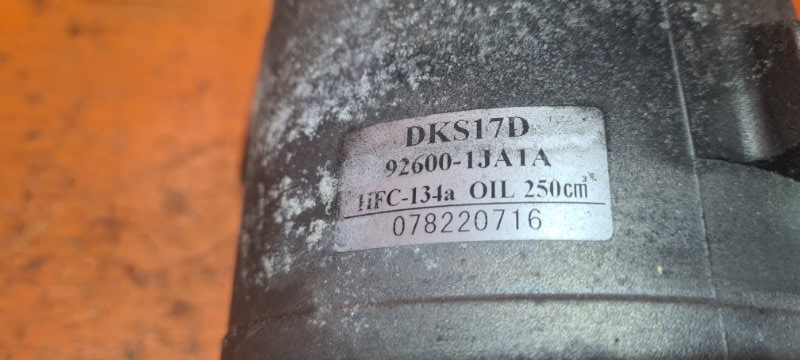 DKS17D
92600-1JA1A
HFC-134a OIL 250cm³
078220716